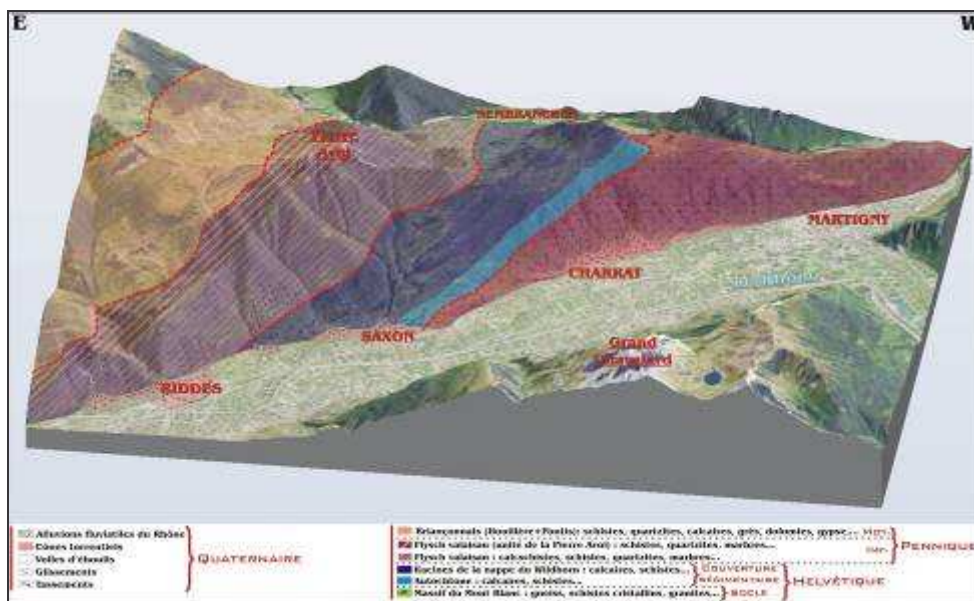 E
W
SEMBRANCHER
Pierre
Avoi
MARTIGNY
CHARRAT
SAXON
Grand
Chavalard
RIDDES
Alluvions fluviatiles du Rhône
Cônes torrentiels
Voiles d'éboulis
Glissements
Tassements
QUATERNAIRE
Briançonnais (Houillère+Pontis): schistes, quartzites, calcaires, grès, dolomies, gypse...
Flysch valaisan (unité de la Pierre Avoi) : schistes, quartzites, marbres...
Flysch valaisan : calcschistes, schistes, quartzites, marbres...
PENNIQUE
Racines de la nappe du Wildhorn : calcaires, schistes...
Autochtone : calcaires, schistes...
COUVERTURE
SÉDIMENTAIRE
Massif du Mont Blanc : gneiss, schistes cristallins, granites...
SOCLE
HELVÉTIQUE